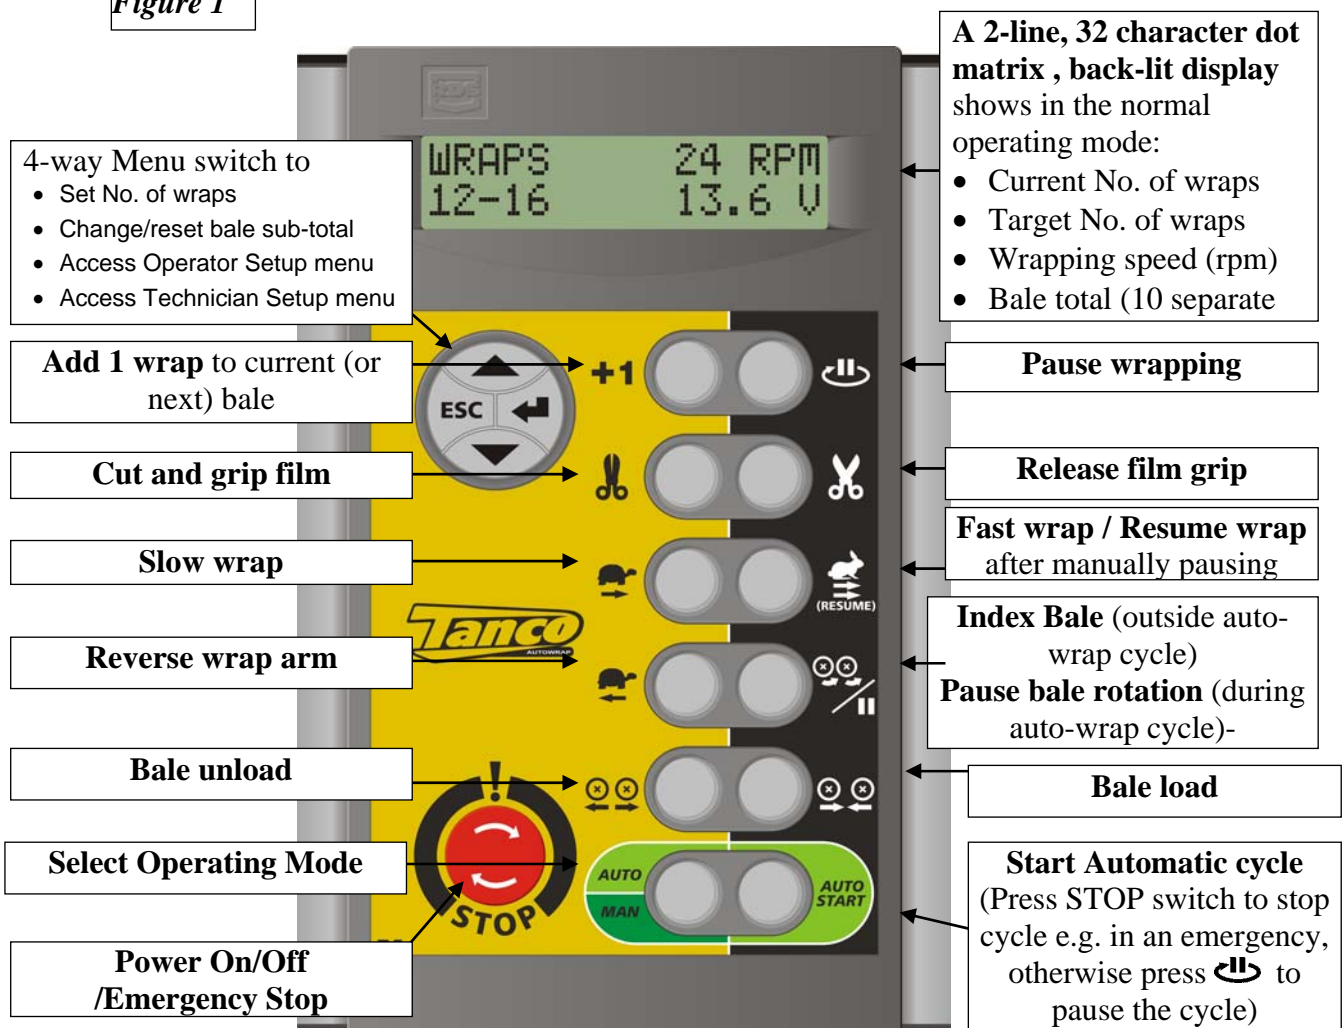 Figure 1
A 2-line, 32 character dot
matrix , back-lit display
shows in the normal
operating mode:
• Current No. of wraps
• Target No. of wraps
• Wrapping speed (rpm)
• Bale total (10 separate
RDS
WRAPS 24 RPM
12-16 13.6 V
4-way Menu switch to
• Set No. of wraps
• Change/reset bale sub-total
• Access Operator Setup menu
• Access Technician Setup menu
Add 1 wrap to current (or
next) bale
ESC
+1
Pause wrapping
Cut and grip film
Release film grip
Slow wrap
(RESUME)
Fast wrap / Resume wrap
after manually pausing
Tanco
AUTOWRAP
Reverse wrap arm
Index Bale (outside auto-
wrap cycle)
Pause bale rotation (during
auto-wrap cycle)-
Bale unload
Bale load
!
STOP
Select Operating Mode
AUTO
MAN
AUTO
START
Start Automatic cycle
(Press STOP switch to stop
cycle e.g. in an emergency,
otherwise press to
pause the cycle)
Power On/Off
/Emergency Stop